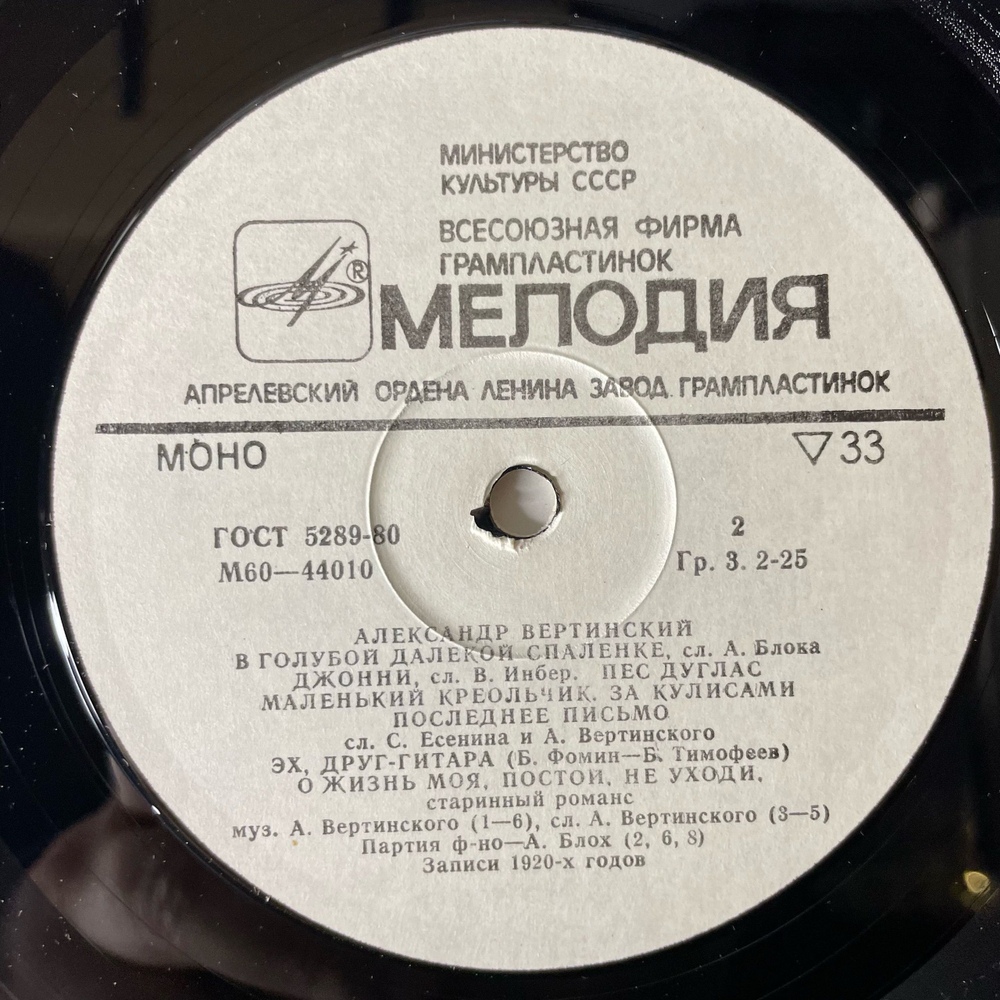 МИНИСТЕРСТВО
КУЛЬТУРЫ СССР
ВСЕСОЮЗНАЯ ФИРМА
ГРАМПЛАСТИНОК
®
МЕЛОДИЯ
АПРЕЛЕВСКИЙ ОРДЕНА ЛЕНИНА ЗАВОД ГРАМПЛАСТИНОК
МОНО
▽33
ГОСТ 5289-80
2
М60—44010
Гр. 3. 2-25
АЛЕКСАНДР ВЕРТИНСКИЙ
В ГОЛУБОЙ ДАЛЕКОЙ СПАЛЕНКЕ, сл. А. Блока
ДЖОННИ, сл. В. Инбер. ПЕС ДУГЛАС
МАЛЕНЬКИЙ КРЕОЛЬЧИК. ЗА КУЛИСАМИ
ПОСЛЕДНЕЕ ПИСЬМО
сл. С. Есенина и А. Вертинского
ЭХ, ДРУГ-ГИТАРА (Б. Фомин—Б. Тимофеев)
О ЖИЗНЬ МОЯ, ПОСТОЙ, НЕ УХОДИ,
старинный романс
муз. А. Вертинского (1—6), сл. А. Вертинского (3—5)
Партия ф-но—А. Блох (2, 6, 8)
Записи 1920-х годов